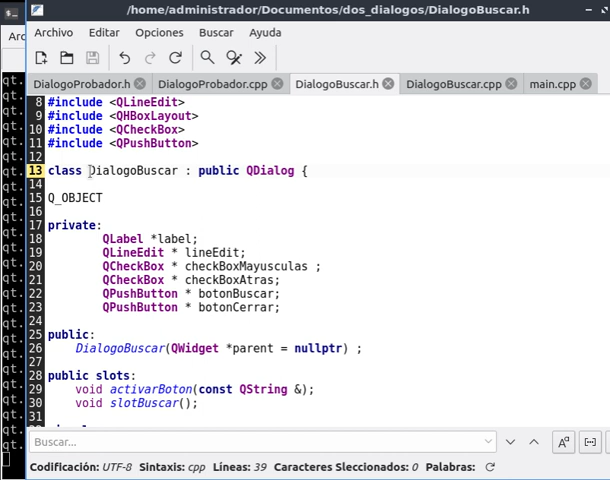 /home/administrador/Documentos/dos_dialogos/DialogoBuscar.h
Archivo Editar Opciones Buscar Ayuda
DialogoProbador.h DialogoProbador.cpp DialogoBuscar.h DialogoBuscar.cpp main.cpp
8 #include <QLineEdit>
9 #include <QHBoxLayout>
10 #include <QCheckBox>
11 #include <QPushButton>
12
13 class DialogoBuscar : public QDialog {
14
15 Q_OBJECT
16
17 private:
18 QLabel *label;
19 QLineEdit * lineEdit;
20 QCheckBox * checkBoxMayusculas ;
21 QCheckBox * checkBoxAtras;
22 QPushButton * botonBuscar;
23 QPushButton * botonCerrar;
24
25 public:
26 DialogoBuscar(QWidget *parent = nullptr) ;
27
28 public slots:
29 void activarBoton(const QString &);
30 void slotBuscar();
31
Buscar...
Codificación: UTF-8 Sintaxis: cpp Líneas: 39 Caracteres Sleccionados: 0 Palabras: